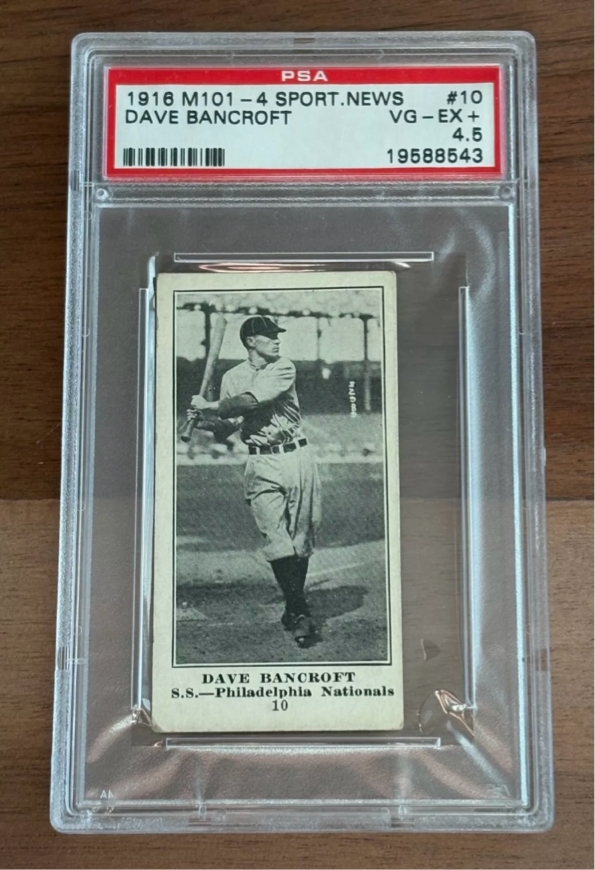 PSA
1916 M101-4 SPORT.NEWS #10
DAVE BANCROFT VG-EX+
4.5
19588543
DAVE BANCROFT
S.S.—Philadelphia Nationals
10